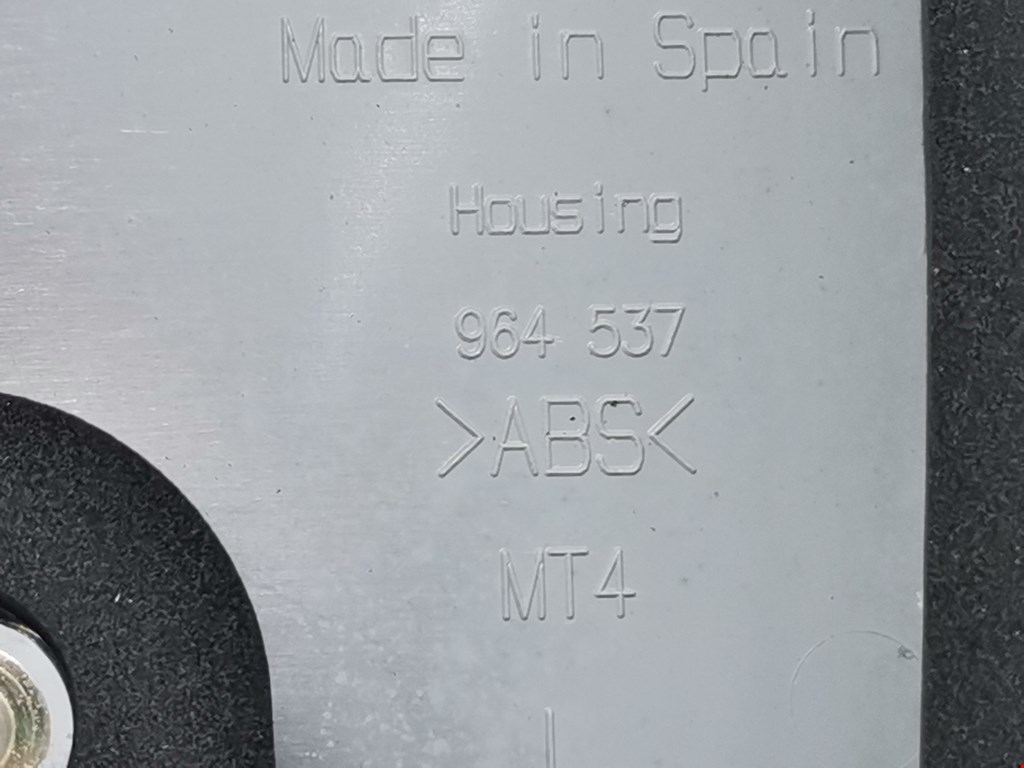 Made in Spain
Housing
964 537
>ABS<
MT4